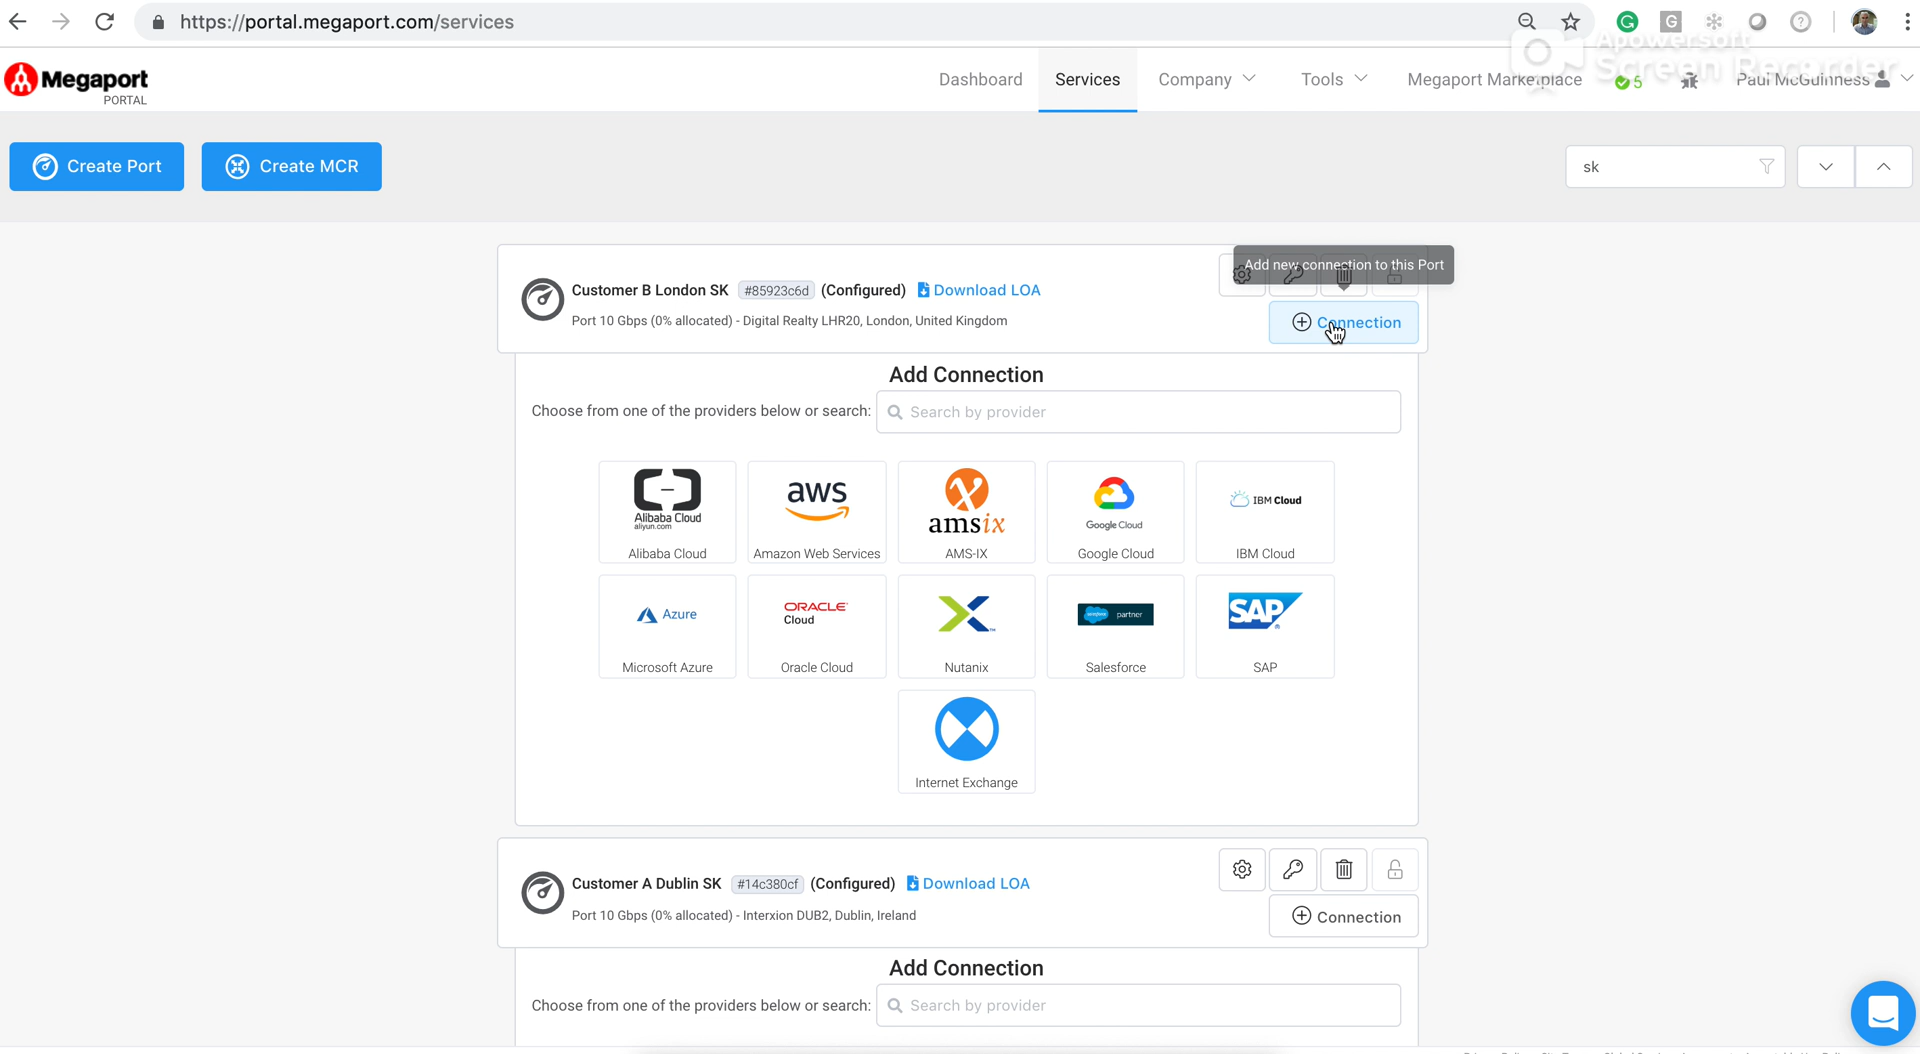 https://portal.megaport.com/services
Apowersoft
Screen Recorder
Megaport
PORTAL
Dashboard
Services
Company
Tools
Megaport Marketplace
5
Paul McGuinness
Create Port
Create MCR
sk
Add new connection to this Port
Customer B London SK #85923c6d (Configured) Download LOA
Port 10 Gbps (0% allocated) - Digital Realty LHR20, London, United Kingdom
Connection
Add Connection
Choose from one of the providers below or search: Search by provider
Alibaba Cloud
aliyun.com
aws
amsix
Google Cloud
IBM Cloud
Alibaba Cloud
Amazon Web Services
AMS-IX
Google Cloud
IBM Cloud
Azure
ORACLE
Cloud
salesforce partner
SAP
Microsoft Azure
Oracle Cloud
Nutanix
Salesforce
SAP
Internet Exchange
Customer A Dublin SK #14c380cf (Configured) Download LOA
Port 10 Gbps (0% allocated) - Interxion DUB2, Dublin, Ireland
Connection
Add Connection
Choose from one of the providers below or search: Search by provider